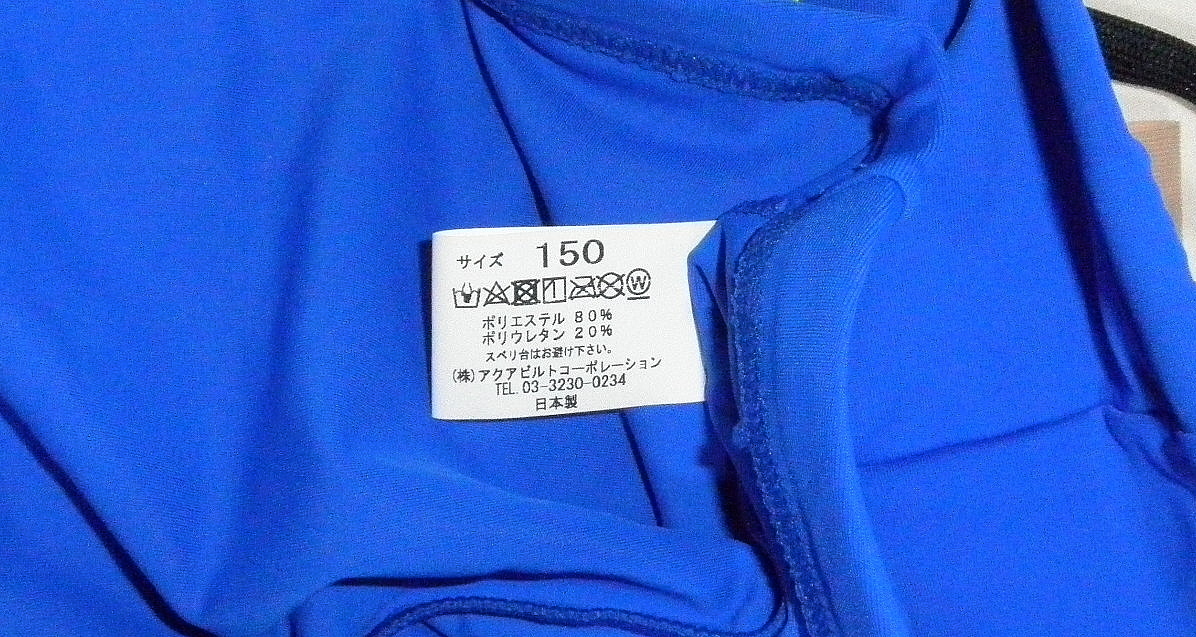 サイズ 150
ポリエステル 80%
ポリウレタン 20%
スベリ台はお避け下さい。
(株)アクアビルトコーポレーション
TEL.03-3230-0234
日本製